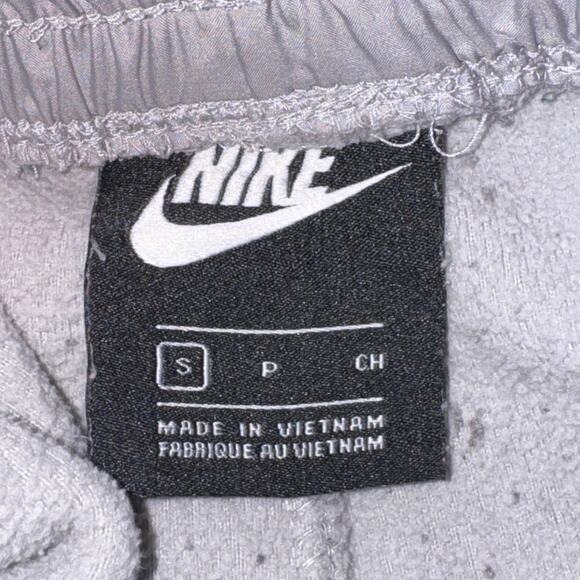 NIKE
S P CH
MADE IN VIETNAM
FABRIQUE AU VIETNAM